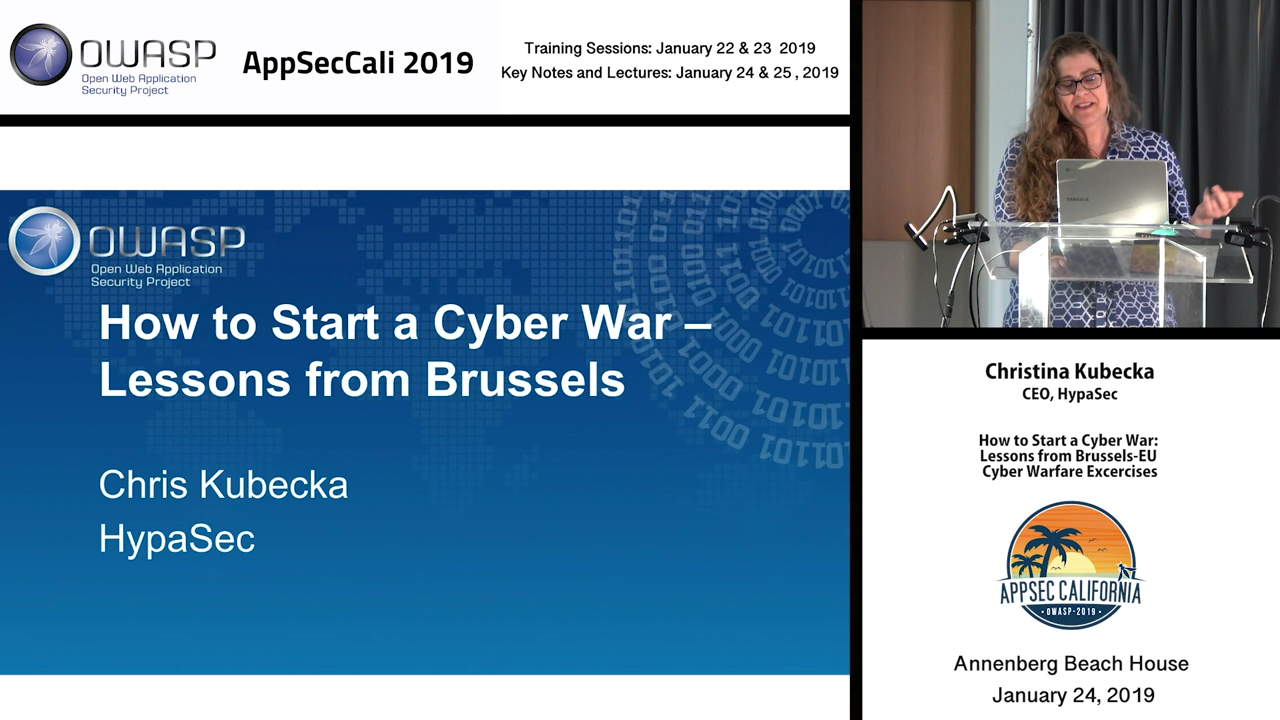 OWASP
Open Web Application
Security Project
AppSecCali 2019
Training Sessions: January 22 & 23 2019
Key Notes and Lectures: January 24 & 25 , 2019
OWASP
Open Web Application
Security Project
How to Start a Cyber War –
Lessons from Brussels
Chris Kubecka
HypaSec
SAMSUNG
Christina Kubecka
CEO, HypaSec
How to Start a Cyber War:
Lessons from Brussels-EU
Cyber Warfare Excercises
APPSEC CALIFORNIA
• OWASP-2019 •
Annenberg Beach House
January 24, 2019